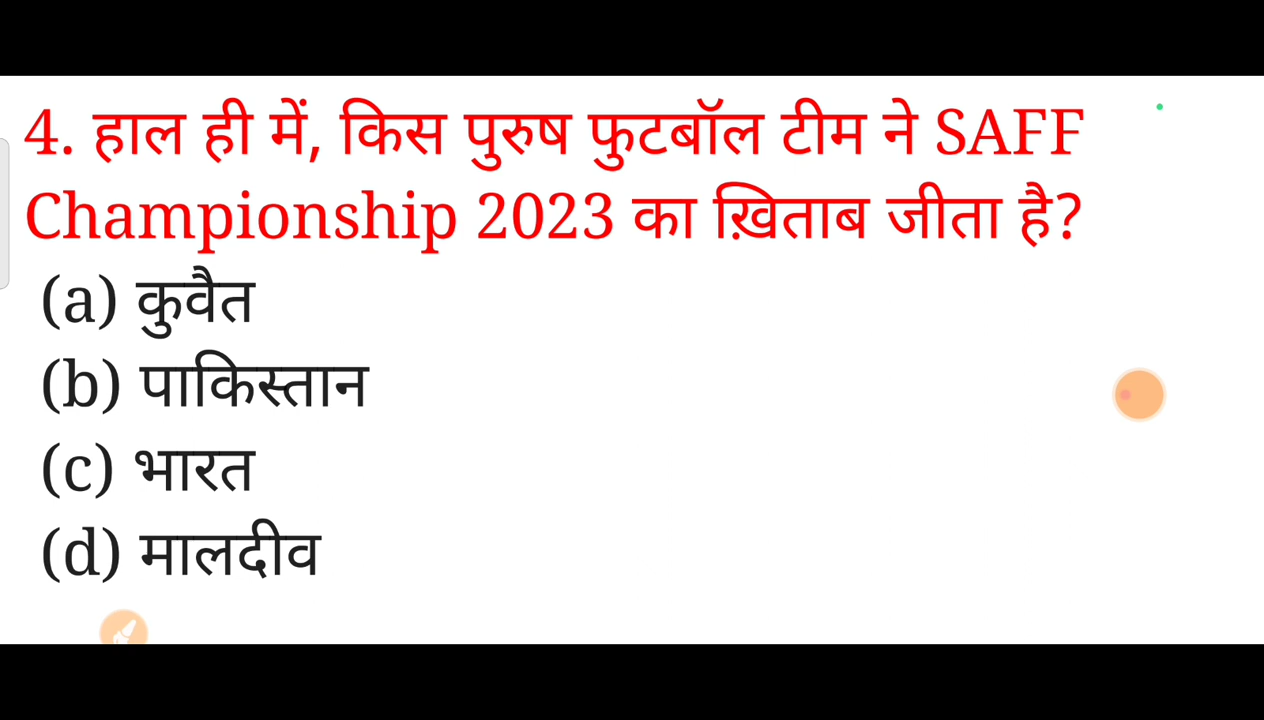 4. हाल ही में, किस पुरुष फुटबॉल टीम ने SAFF
Championship 2023 का ख़िताब जीता है?
(a) कुवैत
(b) पाकिस्तान
(c) भारत
(d) मालदीव